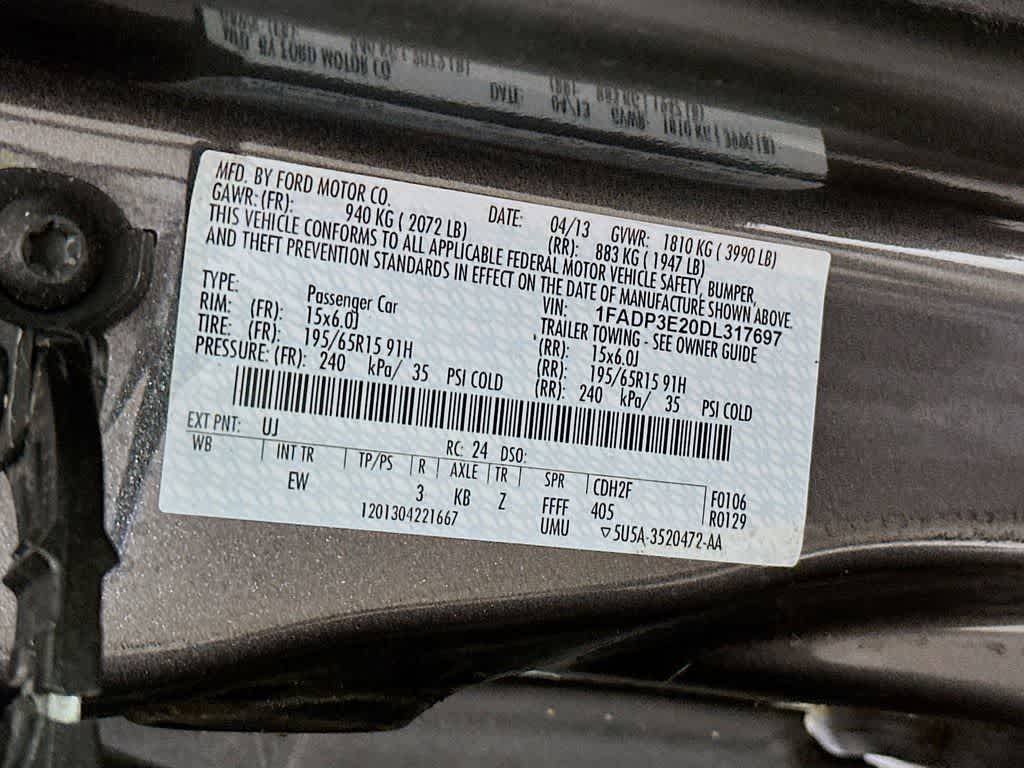 MFD. BY FORD MOTOR CO.
DATE: 04/13 GVWR: 1810 KG ( 3990 LB)
GAWR: (FR): 940 KG ( 2072 LB) (RR): 883 KG ( 1947 LB)
THIS VEHICLE CONFORMS TO ALL APPLICABLE FEDERAL MOTOR VEHICLE SAFETY, BUMPER,
AND THEFT PREVENTION STANDARDS IN EFFECT ON THE DATE OF MANUFACTURE SHOWN ABOVE.
VIN: 1FADP3E20DL317697
TYPE: Passenger Car TRAILER TOWING - SEE OWNER GUIDE
RIM: (FR): 15x6.0J (RR): 15x6.0J
TIRE: (FR): 195/65R15 91H (RR): 195/65R15 91H
PRESSURE: (FR): 240 kPa/ 35 PSI COLD (RR): 240 kPa/ 35 PSI COLD
EXT PNT: UJ RC: 24 DSO:
WB INT TR TP/PS R AXLE TR SPR CDH2F F0106
EW 3 KB Z FFFF 405 R0129
1201304221667 UMU ▽5U5A-3520472-AA